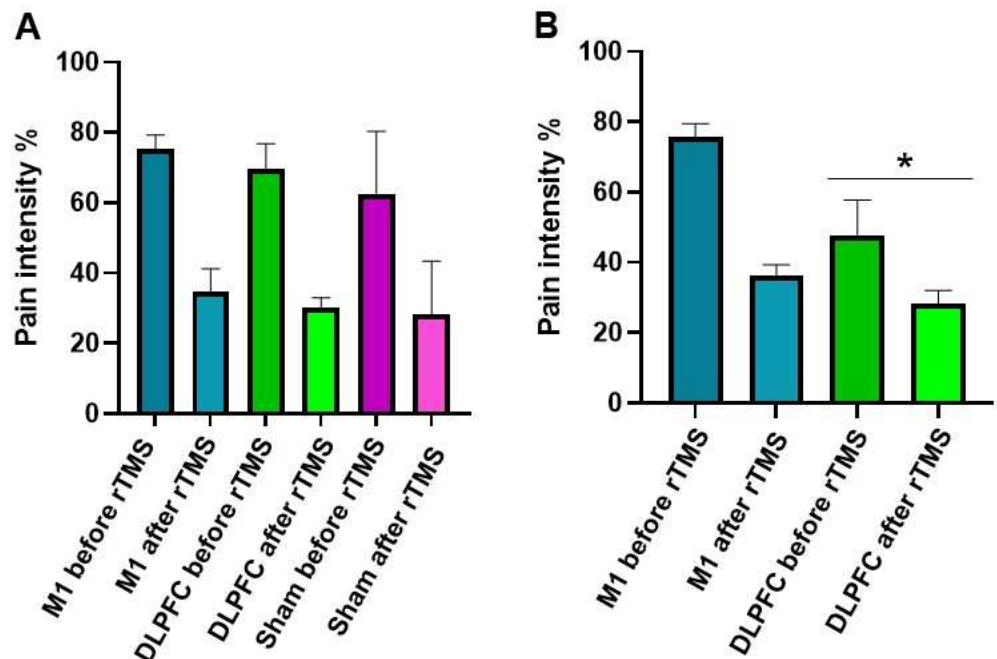 A
Pain intensity %
100
80
60
40
20
0
M1 before rTMS
M1 after rTMS
DLPFC before rTMS
DLPFC after rTMS
Sham before rTMS
Sham after rTMS
B
Pain intensity %
100
80
60
40
20
0
*
M1 before rTMS
M1 after rTMS
DLPFC before rTMS
DLPFC after rTMS